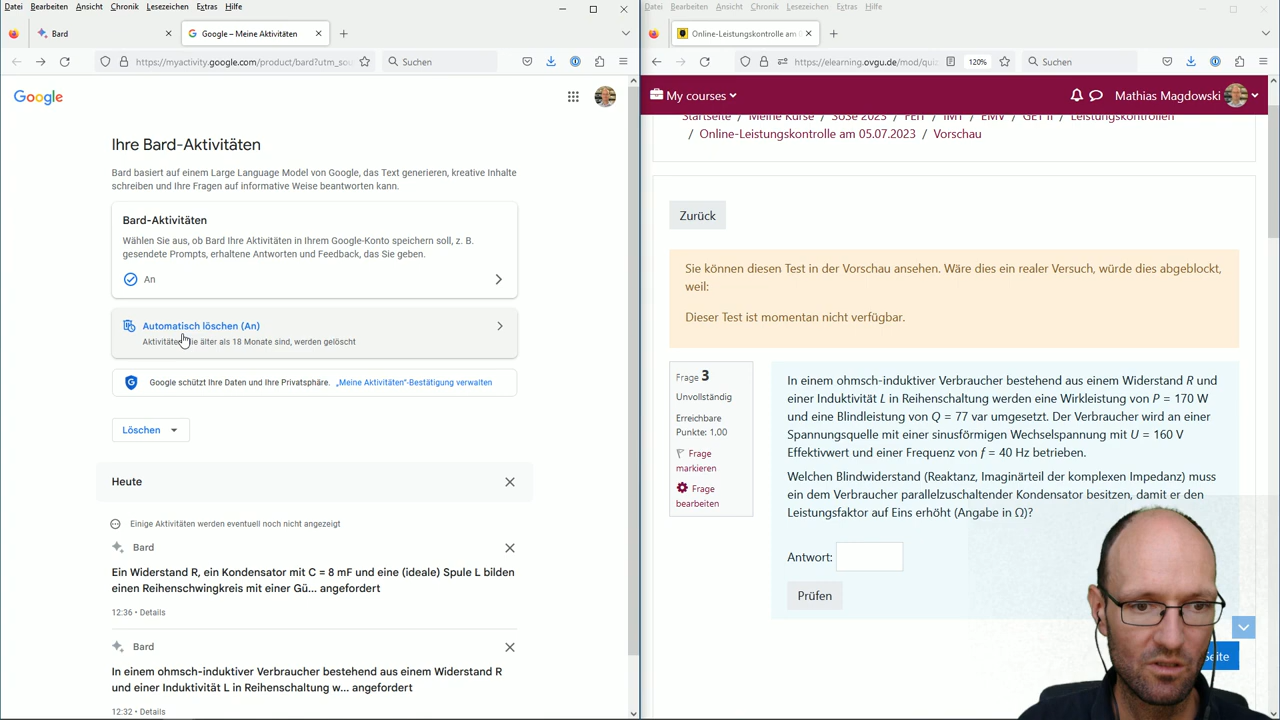 Datei Bearbeiten Ansicht Chronik Lesezeichen Extras Hilfe
Bard
Google – Meine Aktivitäten
https://myactivity.google.com/product/bard?utm_sou
Suchen
Google
Ihre Bard-Aktivitäten
Bard basiert auf einem Large Language Model von Google, das Text generieren, kreative Inhalte
schreiben und Ihre Fragen auf informative Weise beantworten kann.
Bard-Aktivitäten
Wählen Sie aus, ob Bard Ihre Aktivitäten in Ihrem Google-Konto speichern soll, z. B.
gesendete Prompts, erhaltene Antworten und Feedback, das Sie geben.
An
Automatisch löschen (An)
Aktivitäten, die älter als 18 Monate sind, werden gelöscht
Google schützt Ihre Daten und Ihre Privatsphäre. „Meine Aktivitäten“-Bestätigung verwalten
Löschen
Heute
Einige Aktivitäten werden eventuell noch nicht angezeigt
Bard
Ein Widerstand R, ein Kondensator mit C = 8 mF und eine (ideale) Spule L bilden
einen Reihenschwingkreis mit einer Gü... angefordert
12:36 • Details
Bard
In einem ohmsch-induktiver Verbraucher bestehend aus einem Widerstand R
und einer Induktivität L in Reihenschaltung w... angefordert
12:32 • Details
Datei Bearbeiten Ansicht Chronik Lesezeichen Extras Hilfe
Online-Leistungskontrolle am
https://elearning.ovgu.de/mod/quiz
120%
Suchen
My courses
Mathias Magdowski
Startseite / Meine Kurse / SoSe 2023 / FEIT / IMT / EMV / GET II / Leistungskontrollen
/ Online-Leistungskontrolle am 05.07.2023 / Vorschau
Zurück
Sie können diesen Test in der Vorschau ansehen. Wäre dies ein realer Versuch, würde dies abgeblockt,
weil:
Dieser Test ist momentan nicht verfügbar.
Frage 3
Unvollständig
Erreichbare
Punkte: 1,00
Frage
markieren
Frage
bearbeiten
In einem ohmsch-induktiver Verbraucher bestehend aus einem Widerstand R und
einer Induktivität L in Reihenschaltung werden eine Wirkleistung von P = 170 W
und eine Blindleistung von Q = 77 var umgesetzt. Der Verbraucher wird an einer
Spannungsquelle mit einer sinusförmigen Wechselspannung mit U = 160 V
Effektivwert und einer Frequenz von f = 40 Hz betrieben.
Welchen Blindwiderstand (Reaktanz, Imaginärteil der komplexen Impedanz) muss
ein dem Verbraucher parallelzuschaltender Kondensator besitzen, damit er den
Leistungsfaktor auf Eins erhöht (Angabe in Ω)?
Antwort:
Prüfen
Seite